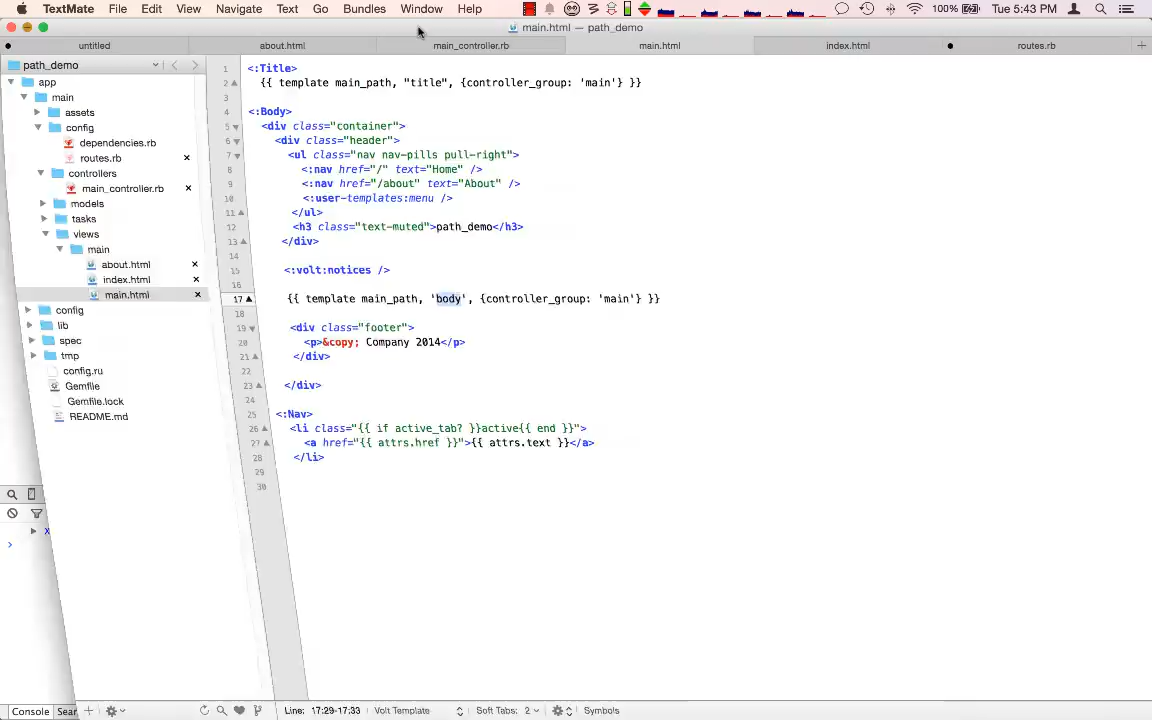 TextMate File Edit View Navigate Text Go Bundles Window Help 100% Tue 5:43 PM
main.html — path_demo
untitled about.html main_controller.rb main.html index.html routes.rb
path_demo
app
main
assets
config
dependencies.rb
routes.rb
controllers
main_controller.rb
models
tasks
views
main
about.html
index.html
main.html
config
lib
spec
tmp
config.ru
Gemfile
Gemfile.lock
README.md
1 <:Title>
2 {{ template main_path, "title", {controller_group: 'main'} }}
3
4 <:Body>
5 <div class="container">
6 <div class="header">
7 <ul class="nav nav-pills pull-right">
8 <:nav href="/" text="Home" />
9 <:nav href="/about" text="About" />
10 <:user-templates:menu />
11 </ul>
12 <h3 class="text-muted">path_demo</h3>
13 </div>
14
15 <:volt:notices />
16
17 {{ template main_path, 'body', {controller_group: 'main'} }}
18
19 <div class="footer">
20 <p>&copy; Company 2014</p>
21 </div>
22
23 </div>
24
25 <:Nav>
26 <li class="{{ if active_tab? }}active{{ end }}">
27 <a href="{{ attrs.href }}">{{ attrs.text }}</a>
28 </li>
29
30
Console Sear
Line: 17:29-17:33 Volt Template Soft Tabs: 2 Symbols